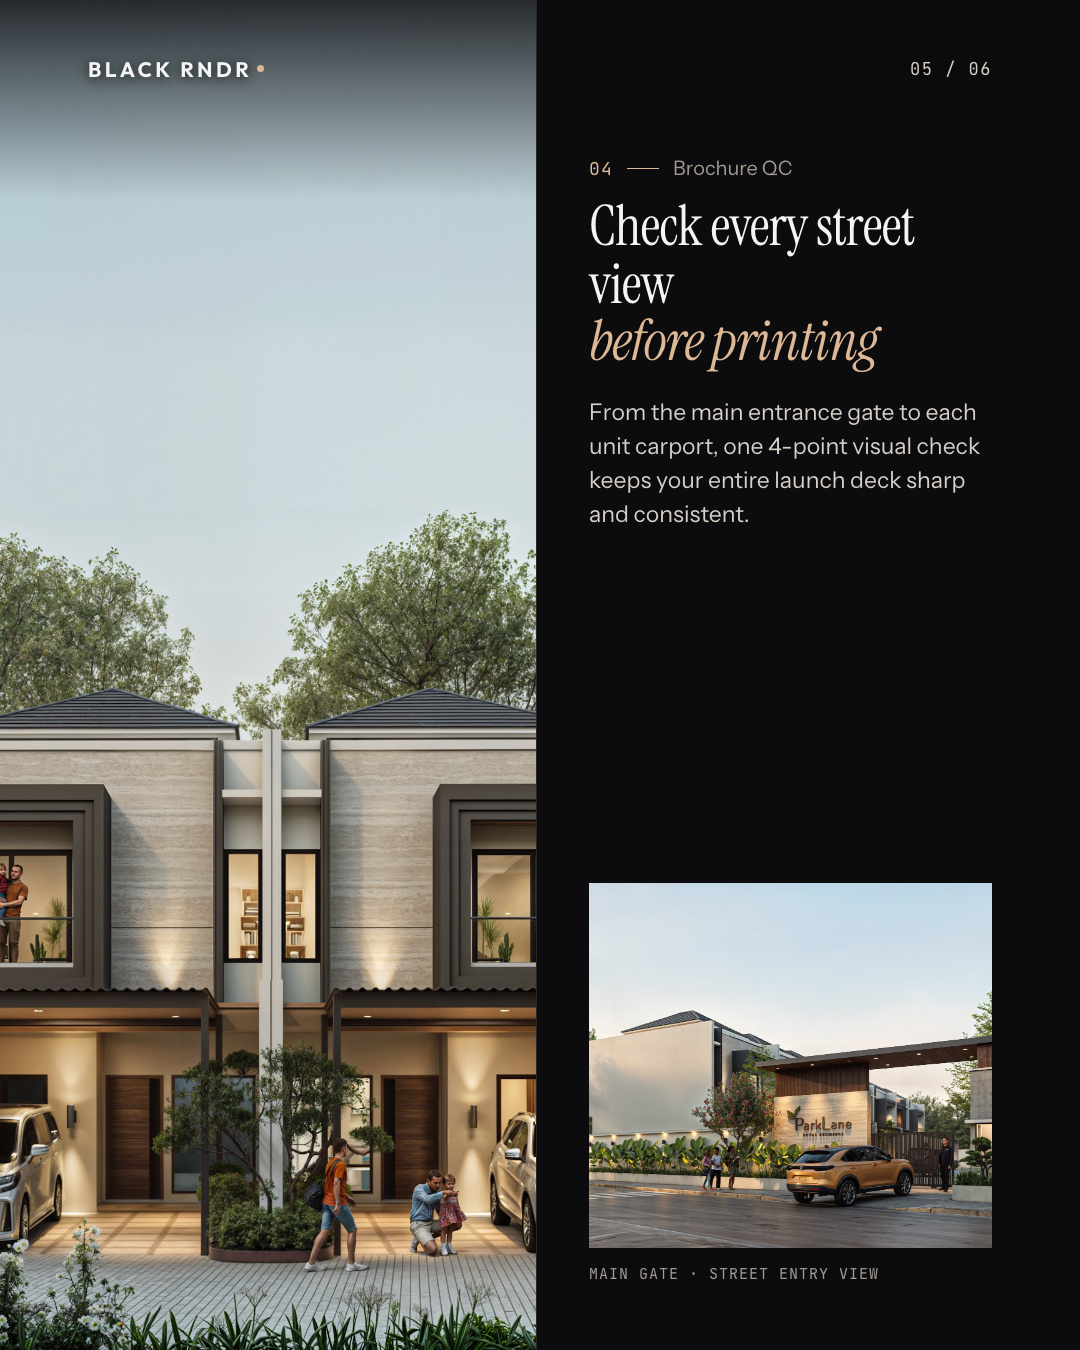 BLACK RNDR
05 / 06
04 — Brochure QC
Check every street
view
before printing
From the main entrance gate to each
unit carport, one 4-point visual check
keeps your entire launch deck sharp
and consistent.
ParkLane
ROYAL RESIDENCE
MAIN GATE · STREET ENTRY VIEW